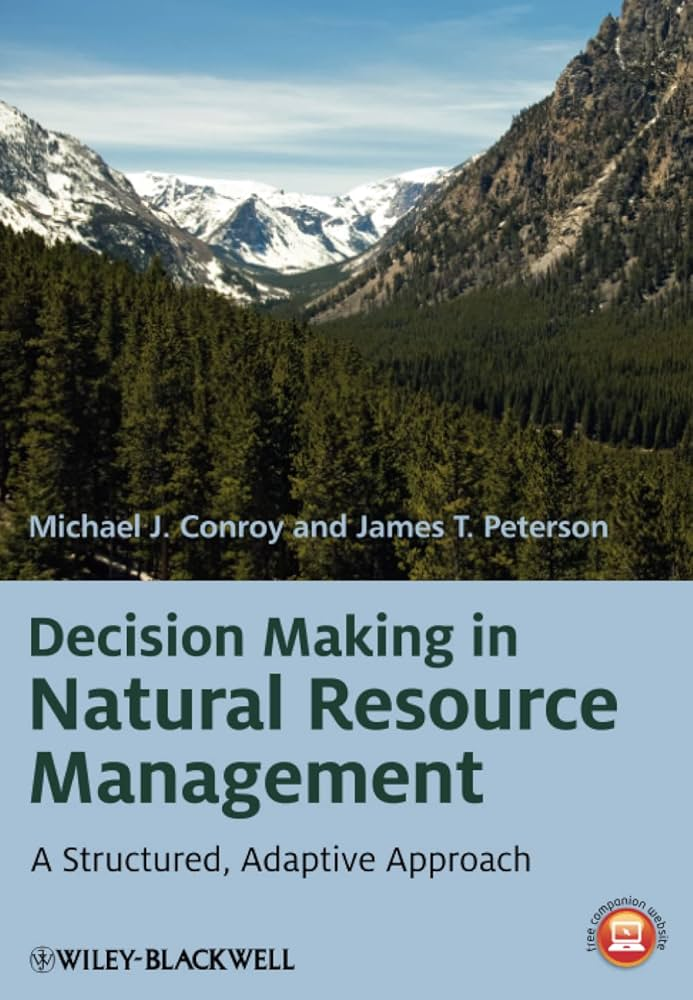 Michael J. Conroy and James T. Peterson
Decision Making in
Natural Resource
Management
A Structured, Adaptive Approach
free companion website
WILEY-BLACKWELL